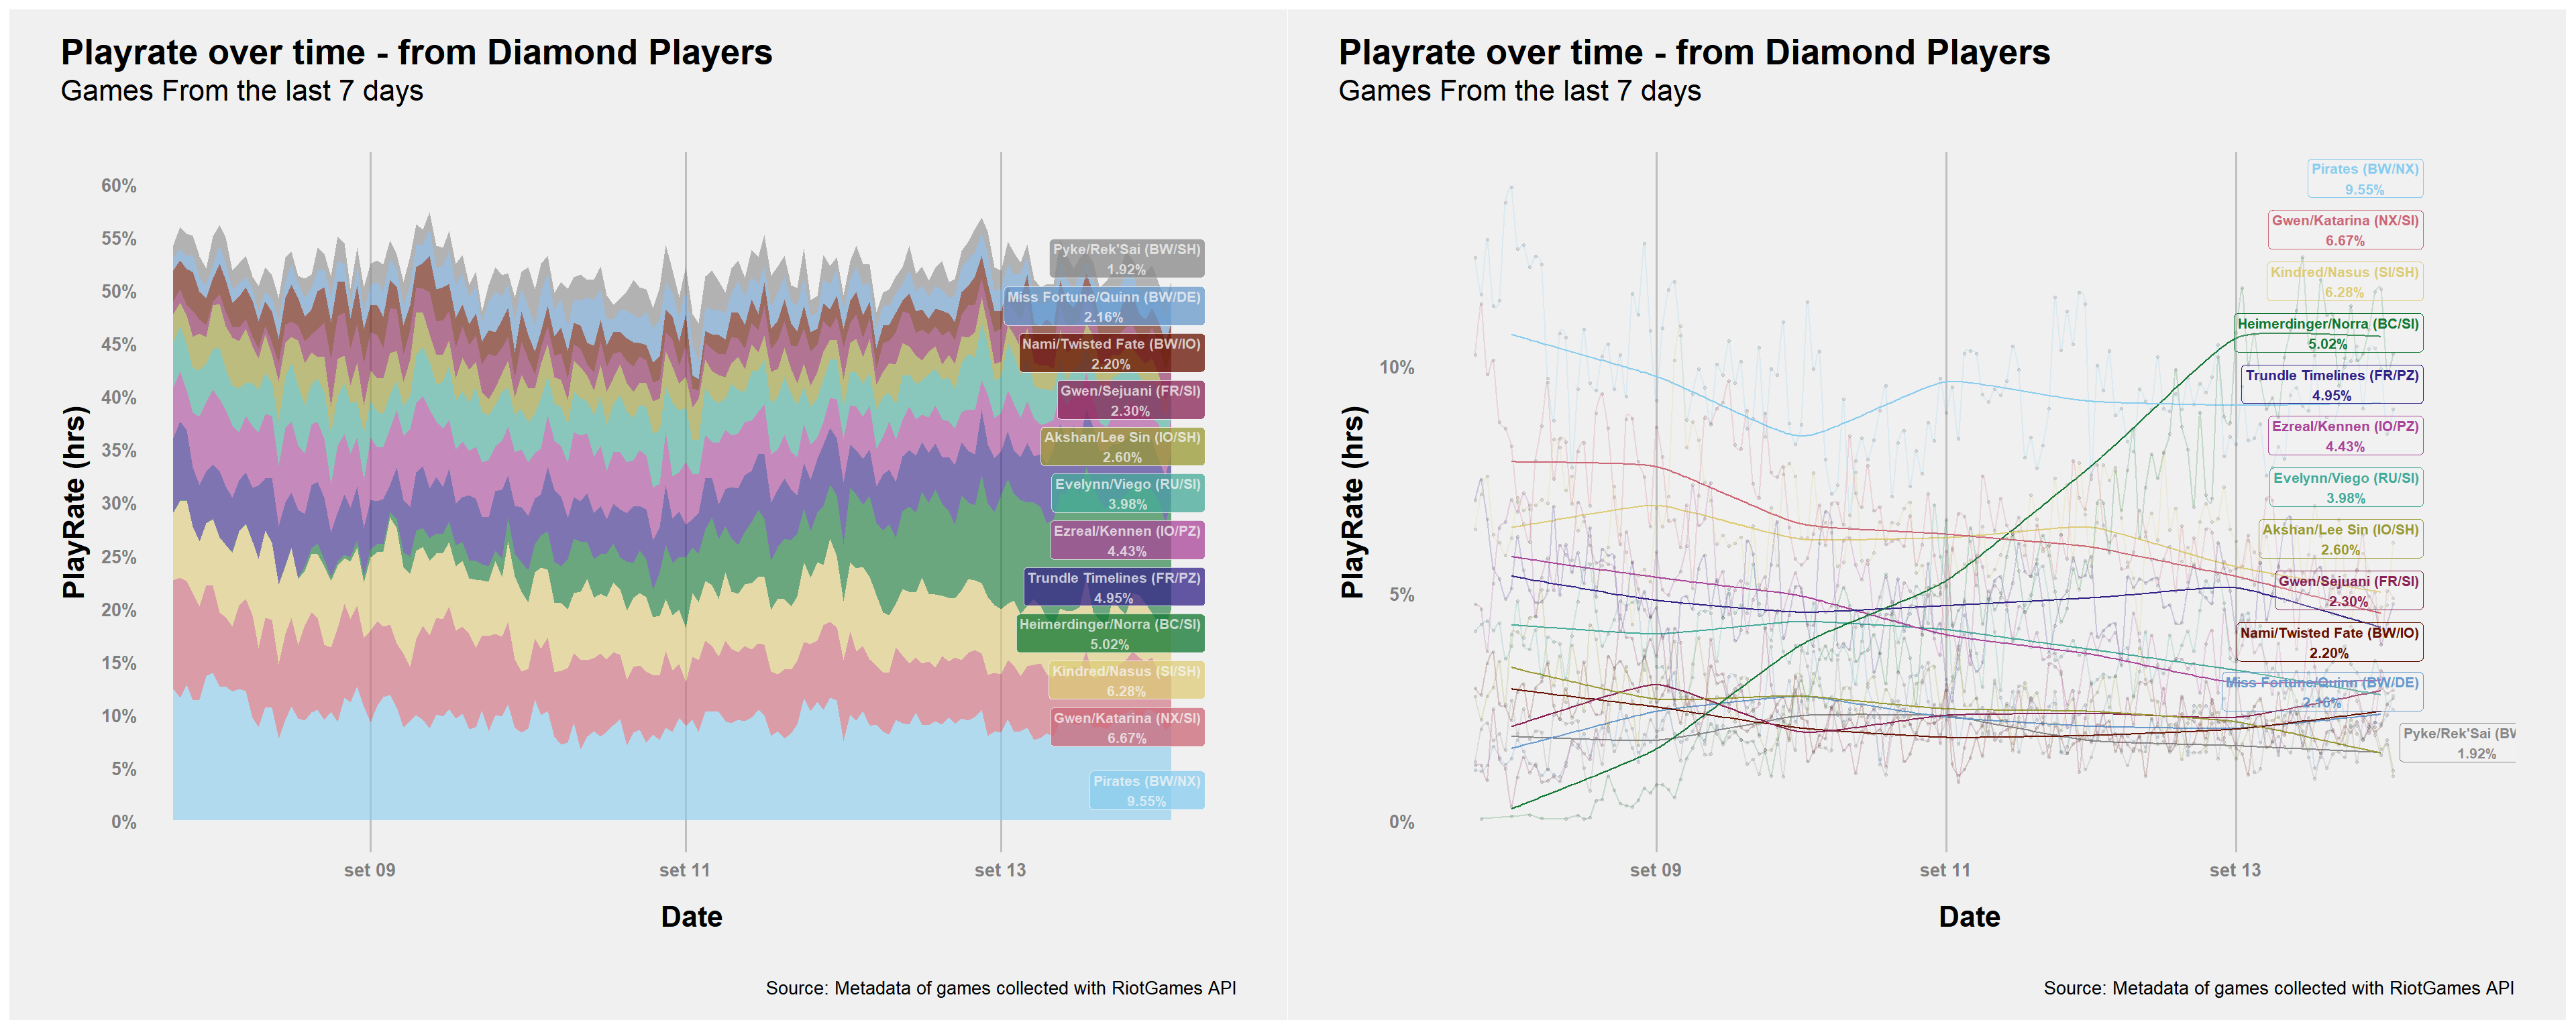 Playrate over time - from Diamond Players
Games From the last 7 days
PlayRate (hrs)
60%
55%
50%
45%
40%
35%
30%
25%
20%
15%
10%
5%
0%
Pyke/Rek'Sai (BW/SH)
1.92%
Miss Fortune/Quinn (BW/DE)
2.16%
Nami/Twisted Fate (BW/IO)
2.20%
Gwen/Sejuani (FR/SI)
2.30%
Akshan/Lee Sin (IO/SH)
2.60%
Evelynn/Viego (RU/SI)
3.98%
Ezreal/Kennen (IO/PZ)
4.43%
Trundle Timelines (FR/PZ)
4.95%
Heimerdinger/Norra (BC/SI)
5.02%
Kindred/Nasus (SI/SH)
6.28%
Gwen/Katarina (NX/SI)
6.67%
Pirates (BW/NX)
9.55%
set 09
set 11
set 13
Date
Source: Metadata of games collected with RiotGames API
Playrate over time - from Diamond Players
Games From the last 7 days
PlayRate (hrs)
10%
5%
0%
Pirates (BW/NX)
9.55%
Gwen/Katarina (NX/SI)
6.67%
Kindred/Nasus (SI/SH)
6.28%
Heimerdinger/Norra (BC/SI)
5.02%
Trundle Timelines (FR/PZ)
4.95%
Ezreal/Kennen (IO/PZ)
4.43%
Evelynn/Viego (RU/SI)
3.98%
Akshan/Lee Sin (IO/SH)
2.60%
Gwen/Sejuani (FR/SI)
2.30%
Nami/Twisted Fate (BW/IO)
2.20%
Miss Fortune/Quinn (BW/DE)
2.16%
Pyke/Rek'Sai (BW
1.92%
set 09
set 11
set 13
Date
Source: Metadata of games collected with RiotGames API